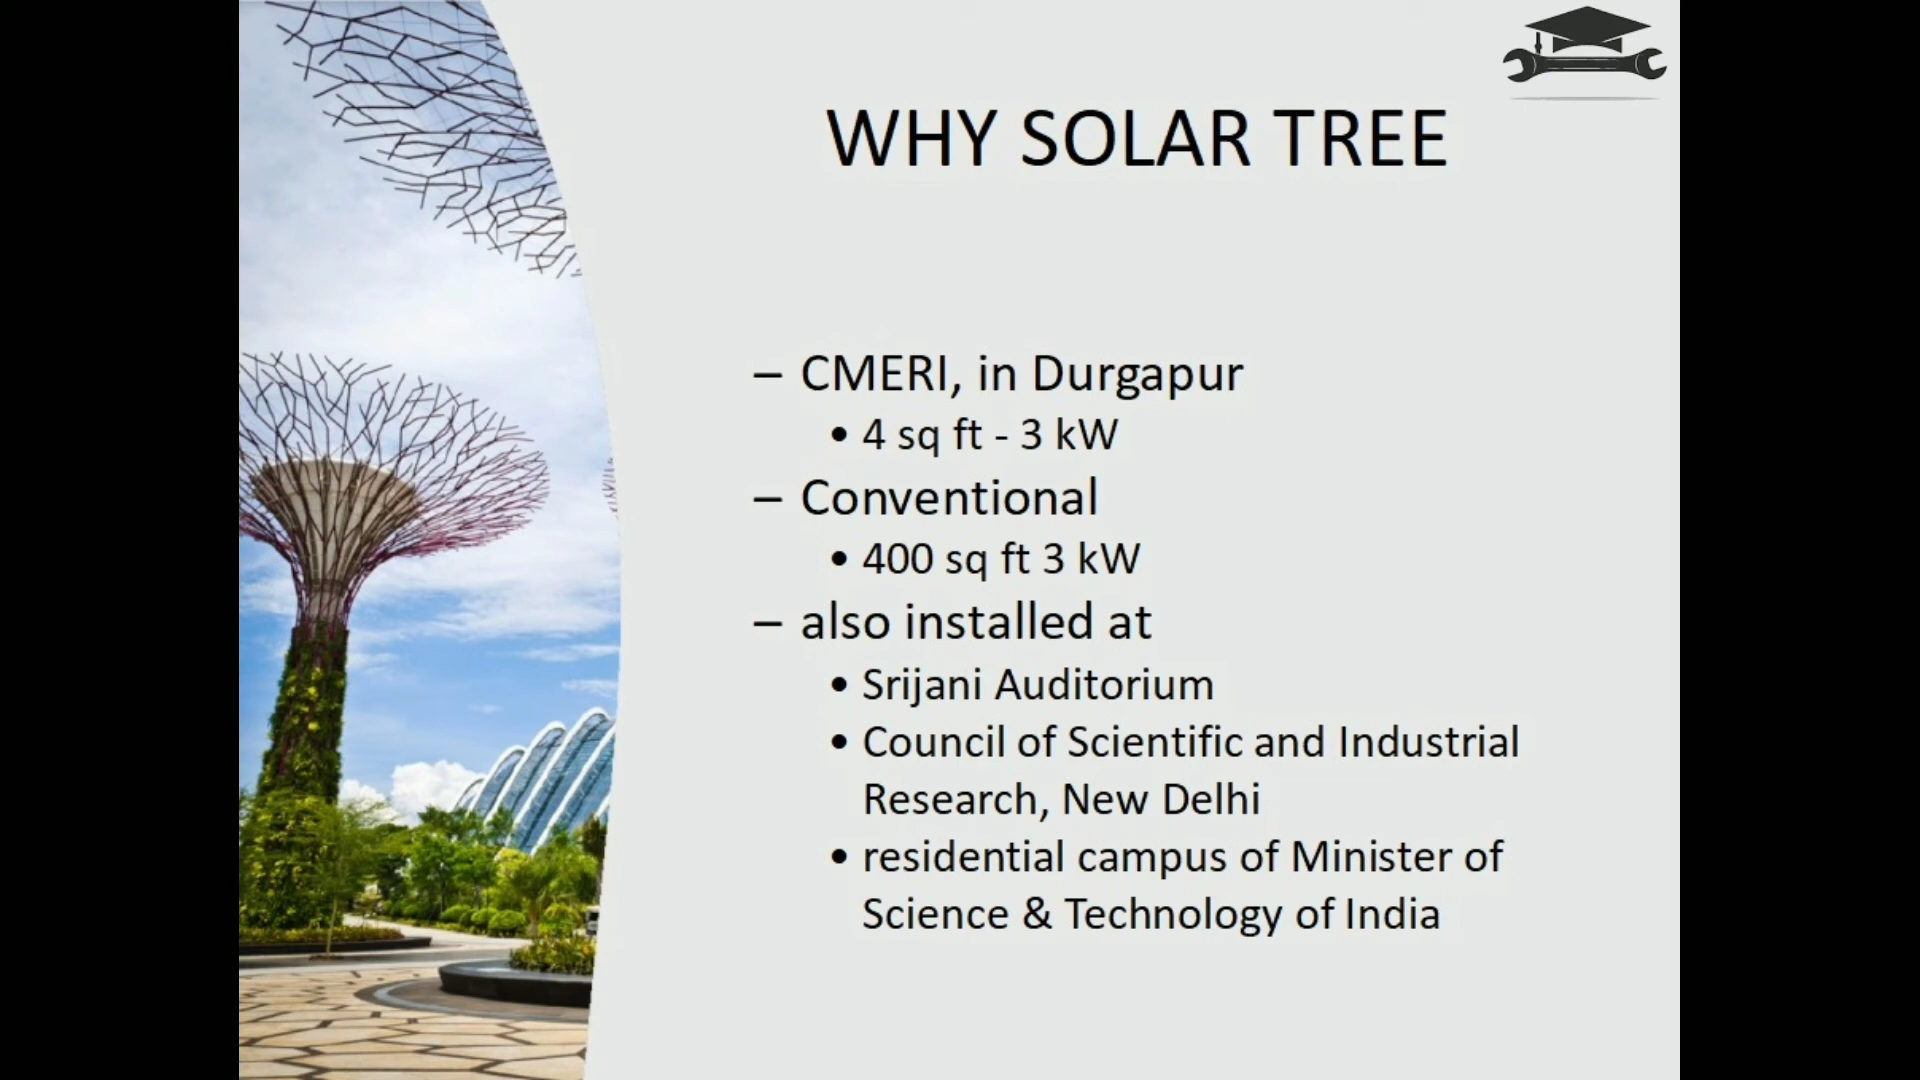 WHY SOLAR TREE
– CMERI, in Durgapur
• 4 sq ft - 3 kW
– Conventional
• 400 sq ft 3 kW
– also installed at
• Srijani Auditorium
• Council of Scientific and Industrial
Research, New Delhi
• residential campus of Minister of
Science & Technology of India